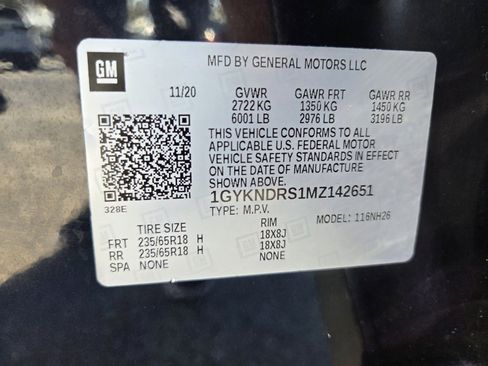 GM
MFD BY GENERAL MOTORS LLC
11/20 GVWR GAWR FRT GAWR RR
2722 KG 1350 KG 1450 KG
6001 LB 2976 LB 3196 LB
THIS VEHICLE CONFORMS TO ALL
APPLICABLE U.S. FEDERAL MOTOR
VEHICLE SAFETY STANDARDS IN EFFECT
ON THE DATE OF MANUFACTURE
SHOWN ABOVE.
1GYKNDRS1MZ142651
328E
TYPE: M.P.V. MODEL: 116NH26
TIRE SIZE RIM
FRT 235/65R18 H 18X8J
RR 235/65R18 H 18X8J
SPA NONE NONE